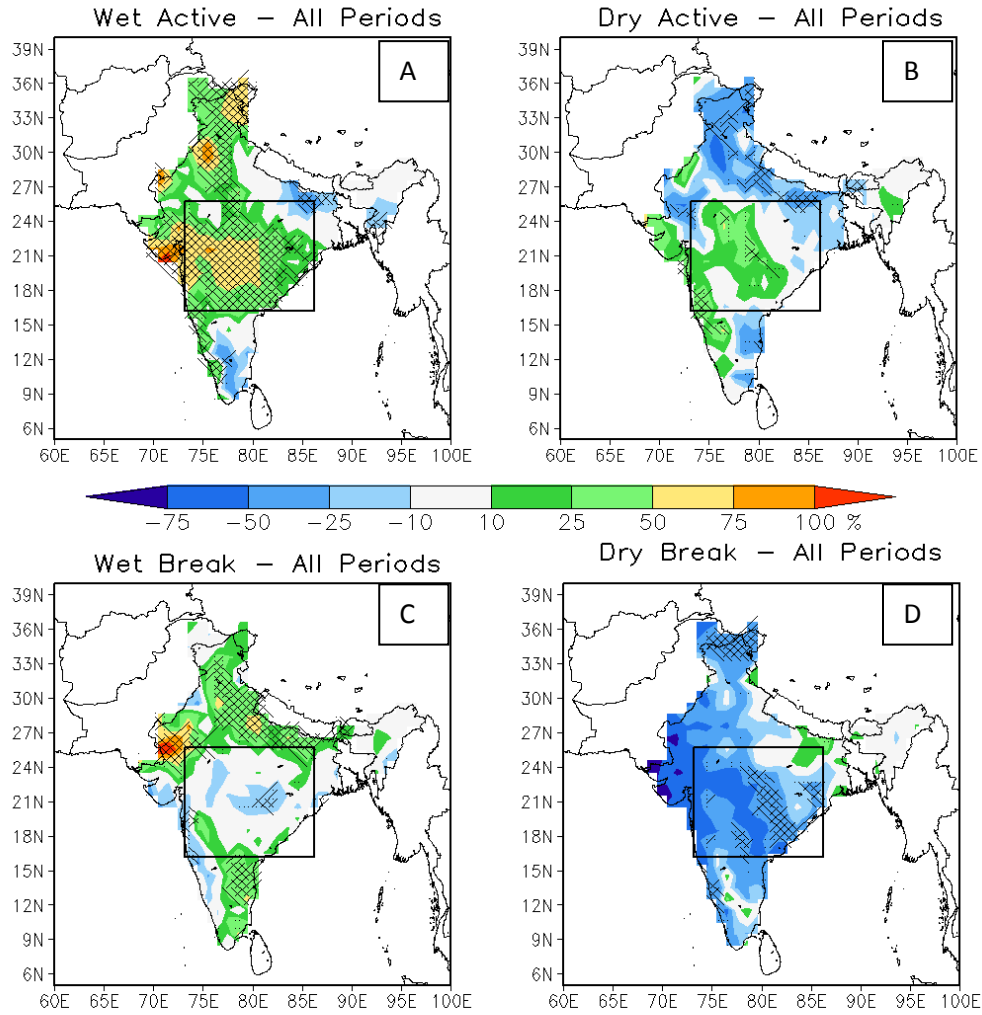 Wet Active – All Periods
Dry Active – All Periods
39N
36N
33N
30N
27N
24N
21N
18N
15N
12N
9N
6N
A
60E 65E 70E 75E 80E 85E 90E 95E 100E
39N
36N
33N
30N
27N
24N
21N
18N
15N
12N
9N
6N
B
60E 65E 70E 75E 80E 85E 90E 95E 100E
−75 −50 −25 −10 10 25 50 75 100 %
Wet Break – All Periods
Dry Break – All Periods
39N
36N
33N
30N
27N
24N
21N
18N
15N
12N
9N
6N
C
60E 65E 70E 75E 80E 85E 90E 95E 100E
39N
36N
33N
30N
27N
24N
21N
18N
15N
12N
9N
6N
D
60E 65E 70E 75E 80E 85E 90E 95E 100E